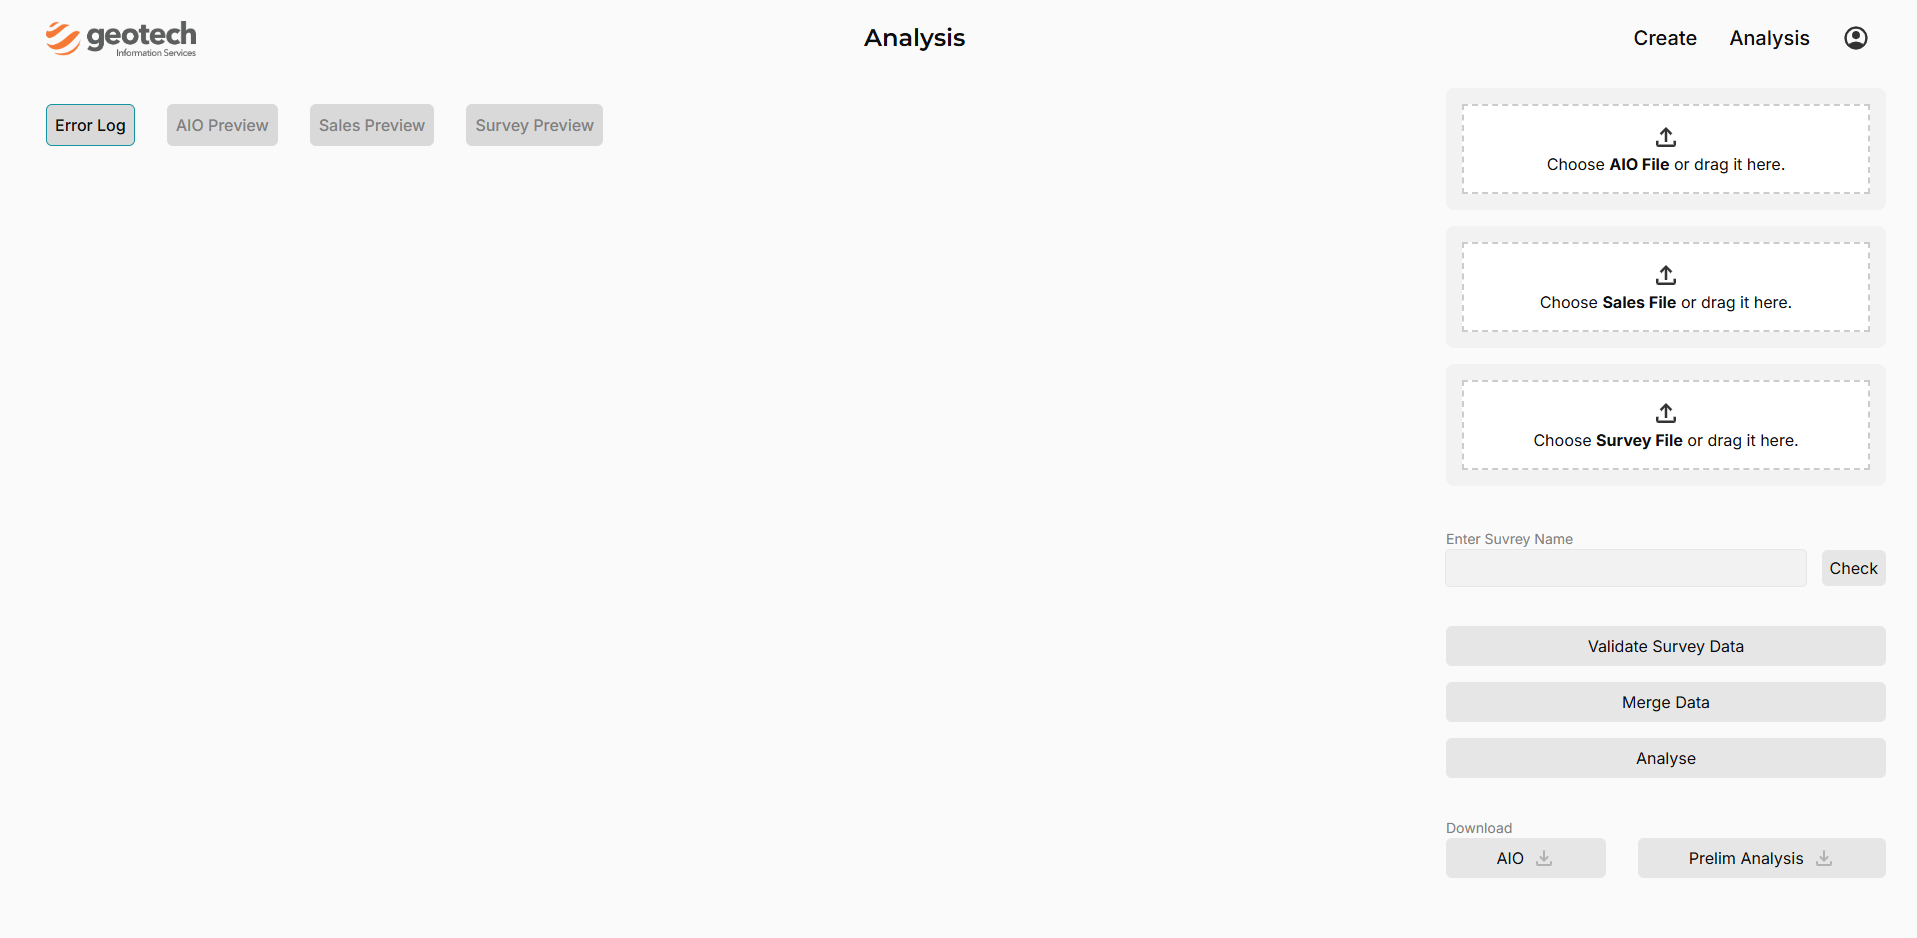 geotech
Information Services
Analysis
Create
Analysis
Error Log
AIO Preview
Sales Preview
Survey Preview
Choose AIO File or drag it here.
Choose Sales File or drag it here.
Choose Survey File or drag it here.
Enter Suvrey Name
Check
Validate Survey Data
Merge Data
Analyse
Download
AIO
Prelim Analysis